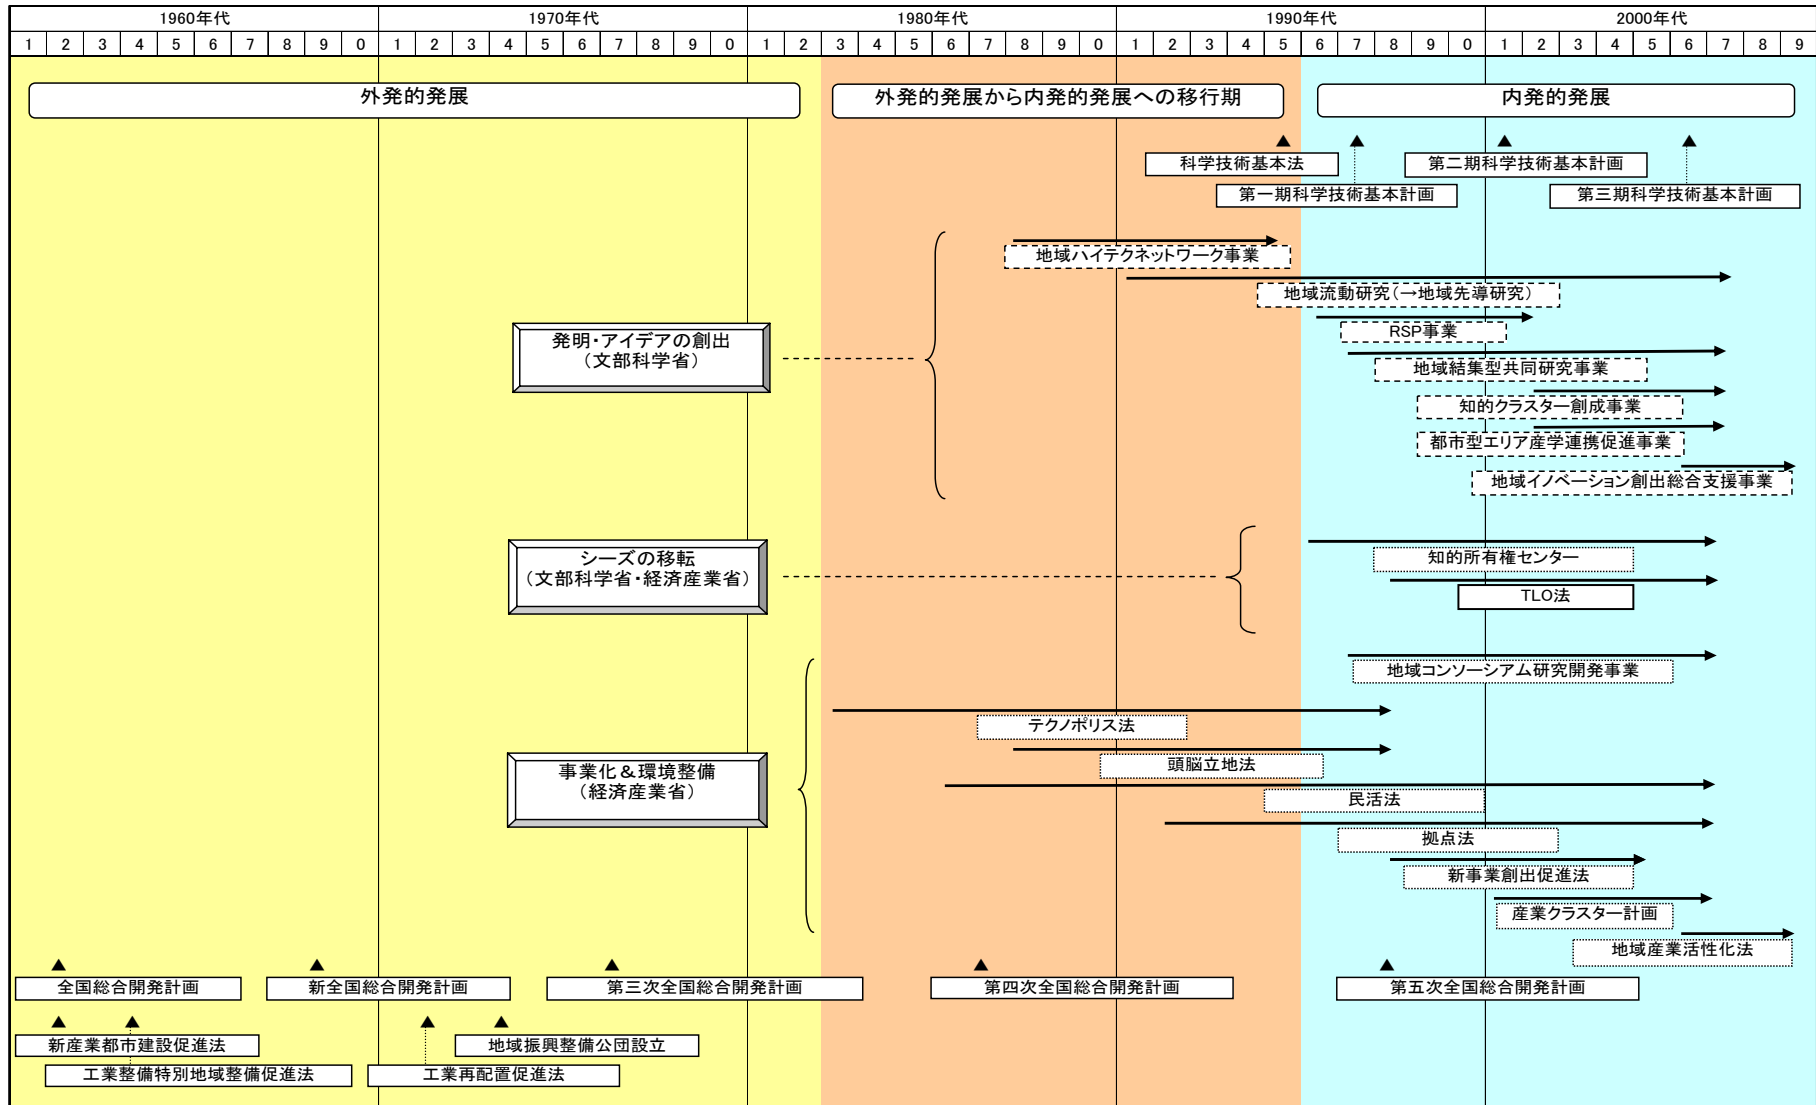 1960年代 1970年代 1980年代 1990年代 2000年代
1 2 3 4 5 6 7 8 9 0 1 2 3 4 5 6 7 8 9 0 1 2 3 4 5 6 7 8 9 0 1 2 3 4 5 6 7 8 9 0 1 2 3 4 5 6 7 8 9
外発的発展 外発的発展から内発的発展への移行期 内発的発展
科学技術基本法 第二期科学技術基本計画
第一期科学技術基本計画 第三期科学技術基本計画
地域ハイテクネットワーク事業
地域流動研究(→地域先導研究)
RSP事業
発明・アイデアの創出
(文部科学省)
地域結集型共同研究事業
知的クラスター創成事業
都市型エリア産学連携促進事業
地域イノベーション創出総合支援事業
シーズの移転
(文部科学省・経済産業省)
知的所有権センター
TLO法
地域コンソーシアム研究開発事業
テクノポリス法
頭脳立地法
事業化&環境整備
(経済産業省)
民活法
拠点法
新事業創出促進法
産業クラスター計画
地域産業活性化法
全国総合開発計画 新全国総合開発計画 第三次全国総合開発計画 第四次全国総合開発計画 第五次全国総合開発計画
新産業都市建設促進法 地域振興整備公団設立
工業整備特別地域整備促進法 工業再配置促進法